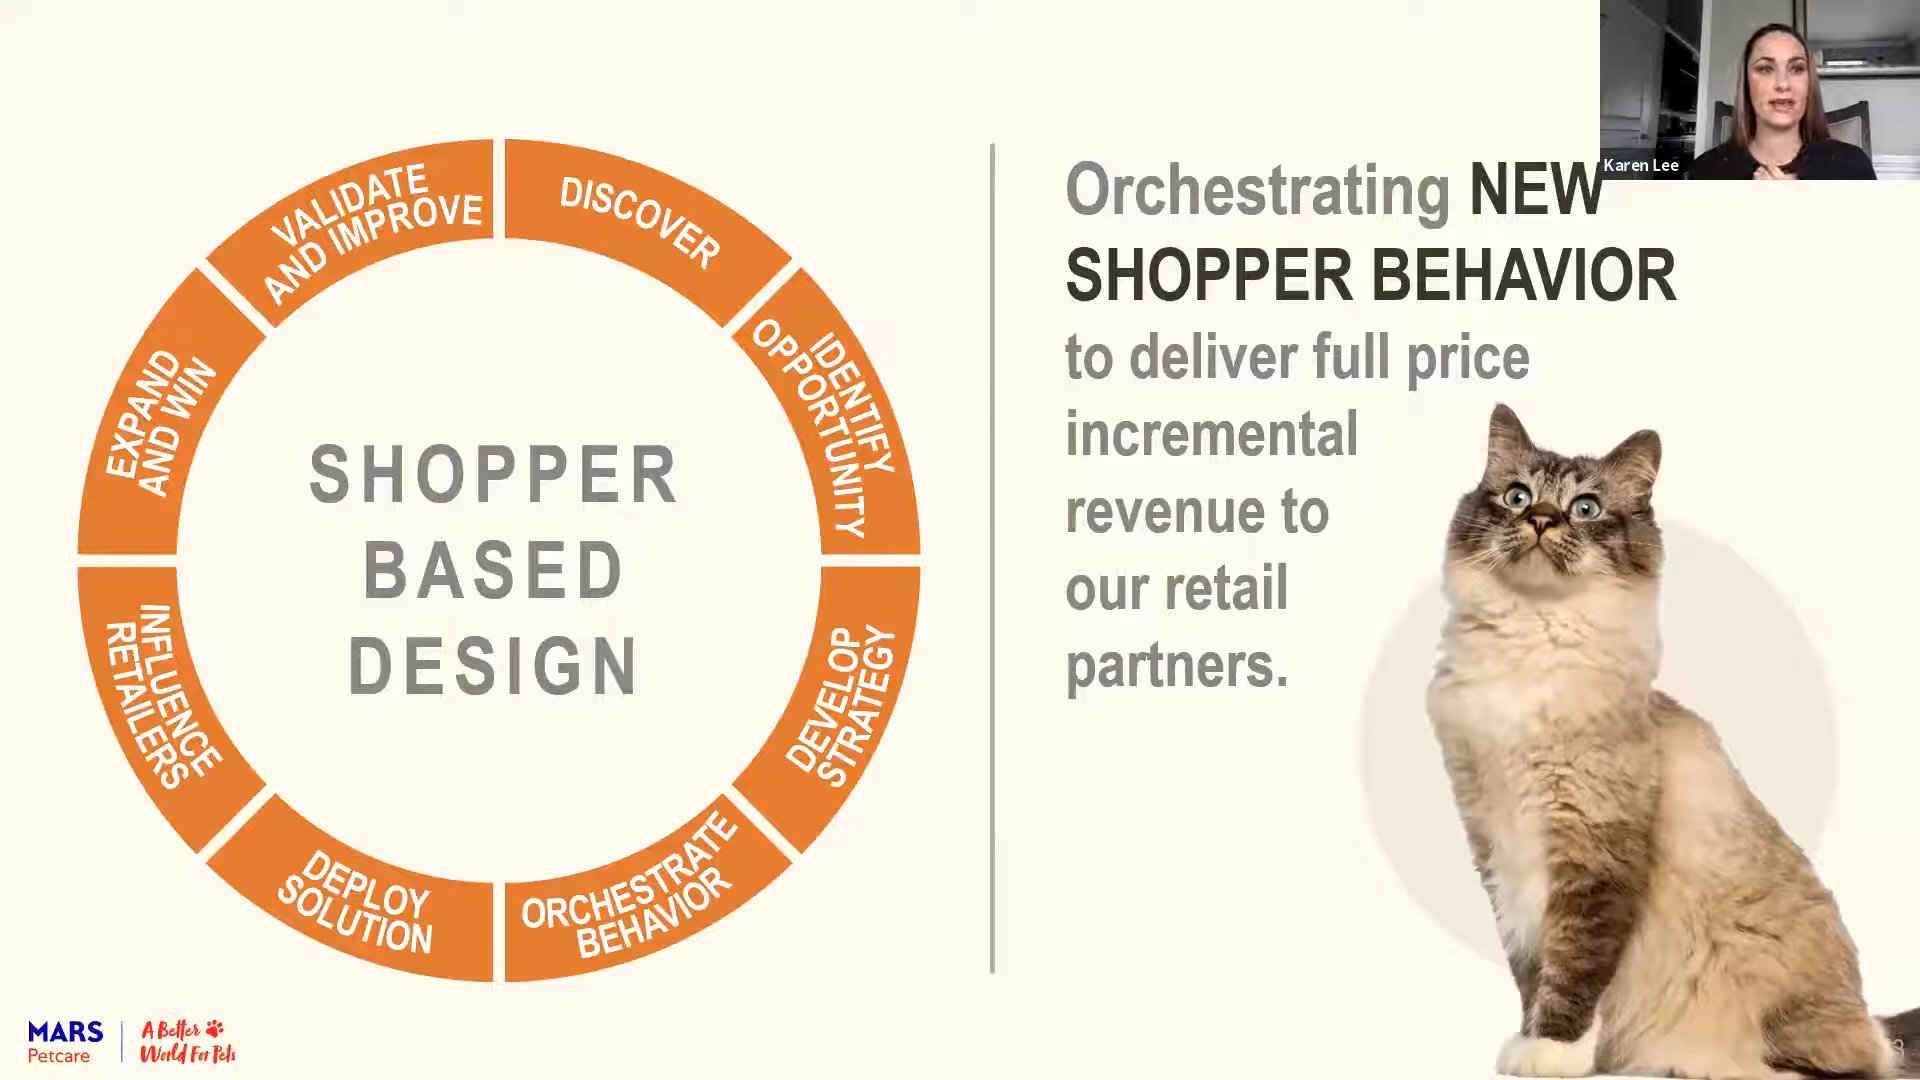 Karen Lee
DISCOVER
IDENTIFY
OPPORTUNITY
DEVELOP
STRATEGY
ORCHESTRATE
BEHAVIOR
DEPLOY
SOLUTION
INFLUENCE
RETAILERS
EXPAND
AND WIN
VALIDATE
AND IMPROVE
SHOPPER
BASED
DESIGN
Orchestrating NEW
SHOPPER BEHAVIOR
to deliver full price
incremental
revenue to
our retail
partners.
MARS
Petcare
A Better
World For Pets